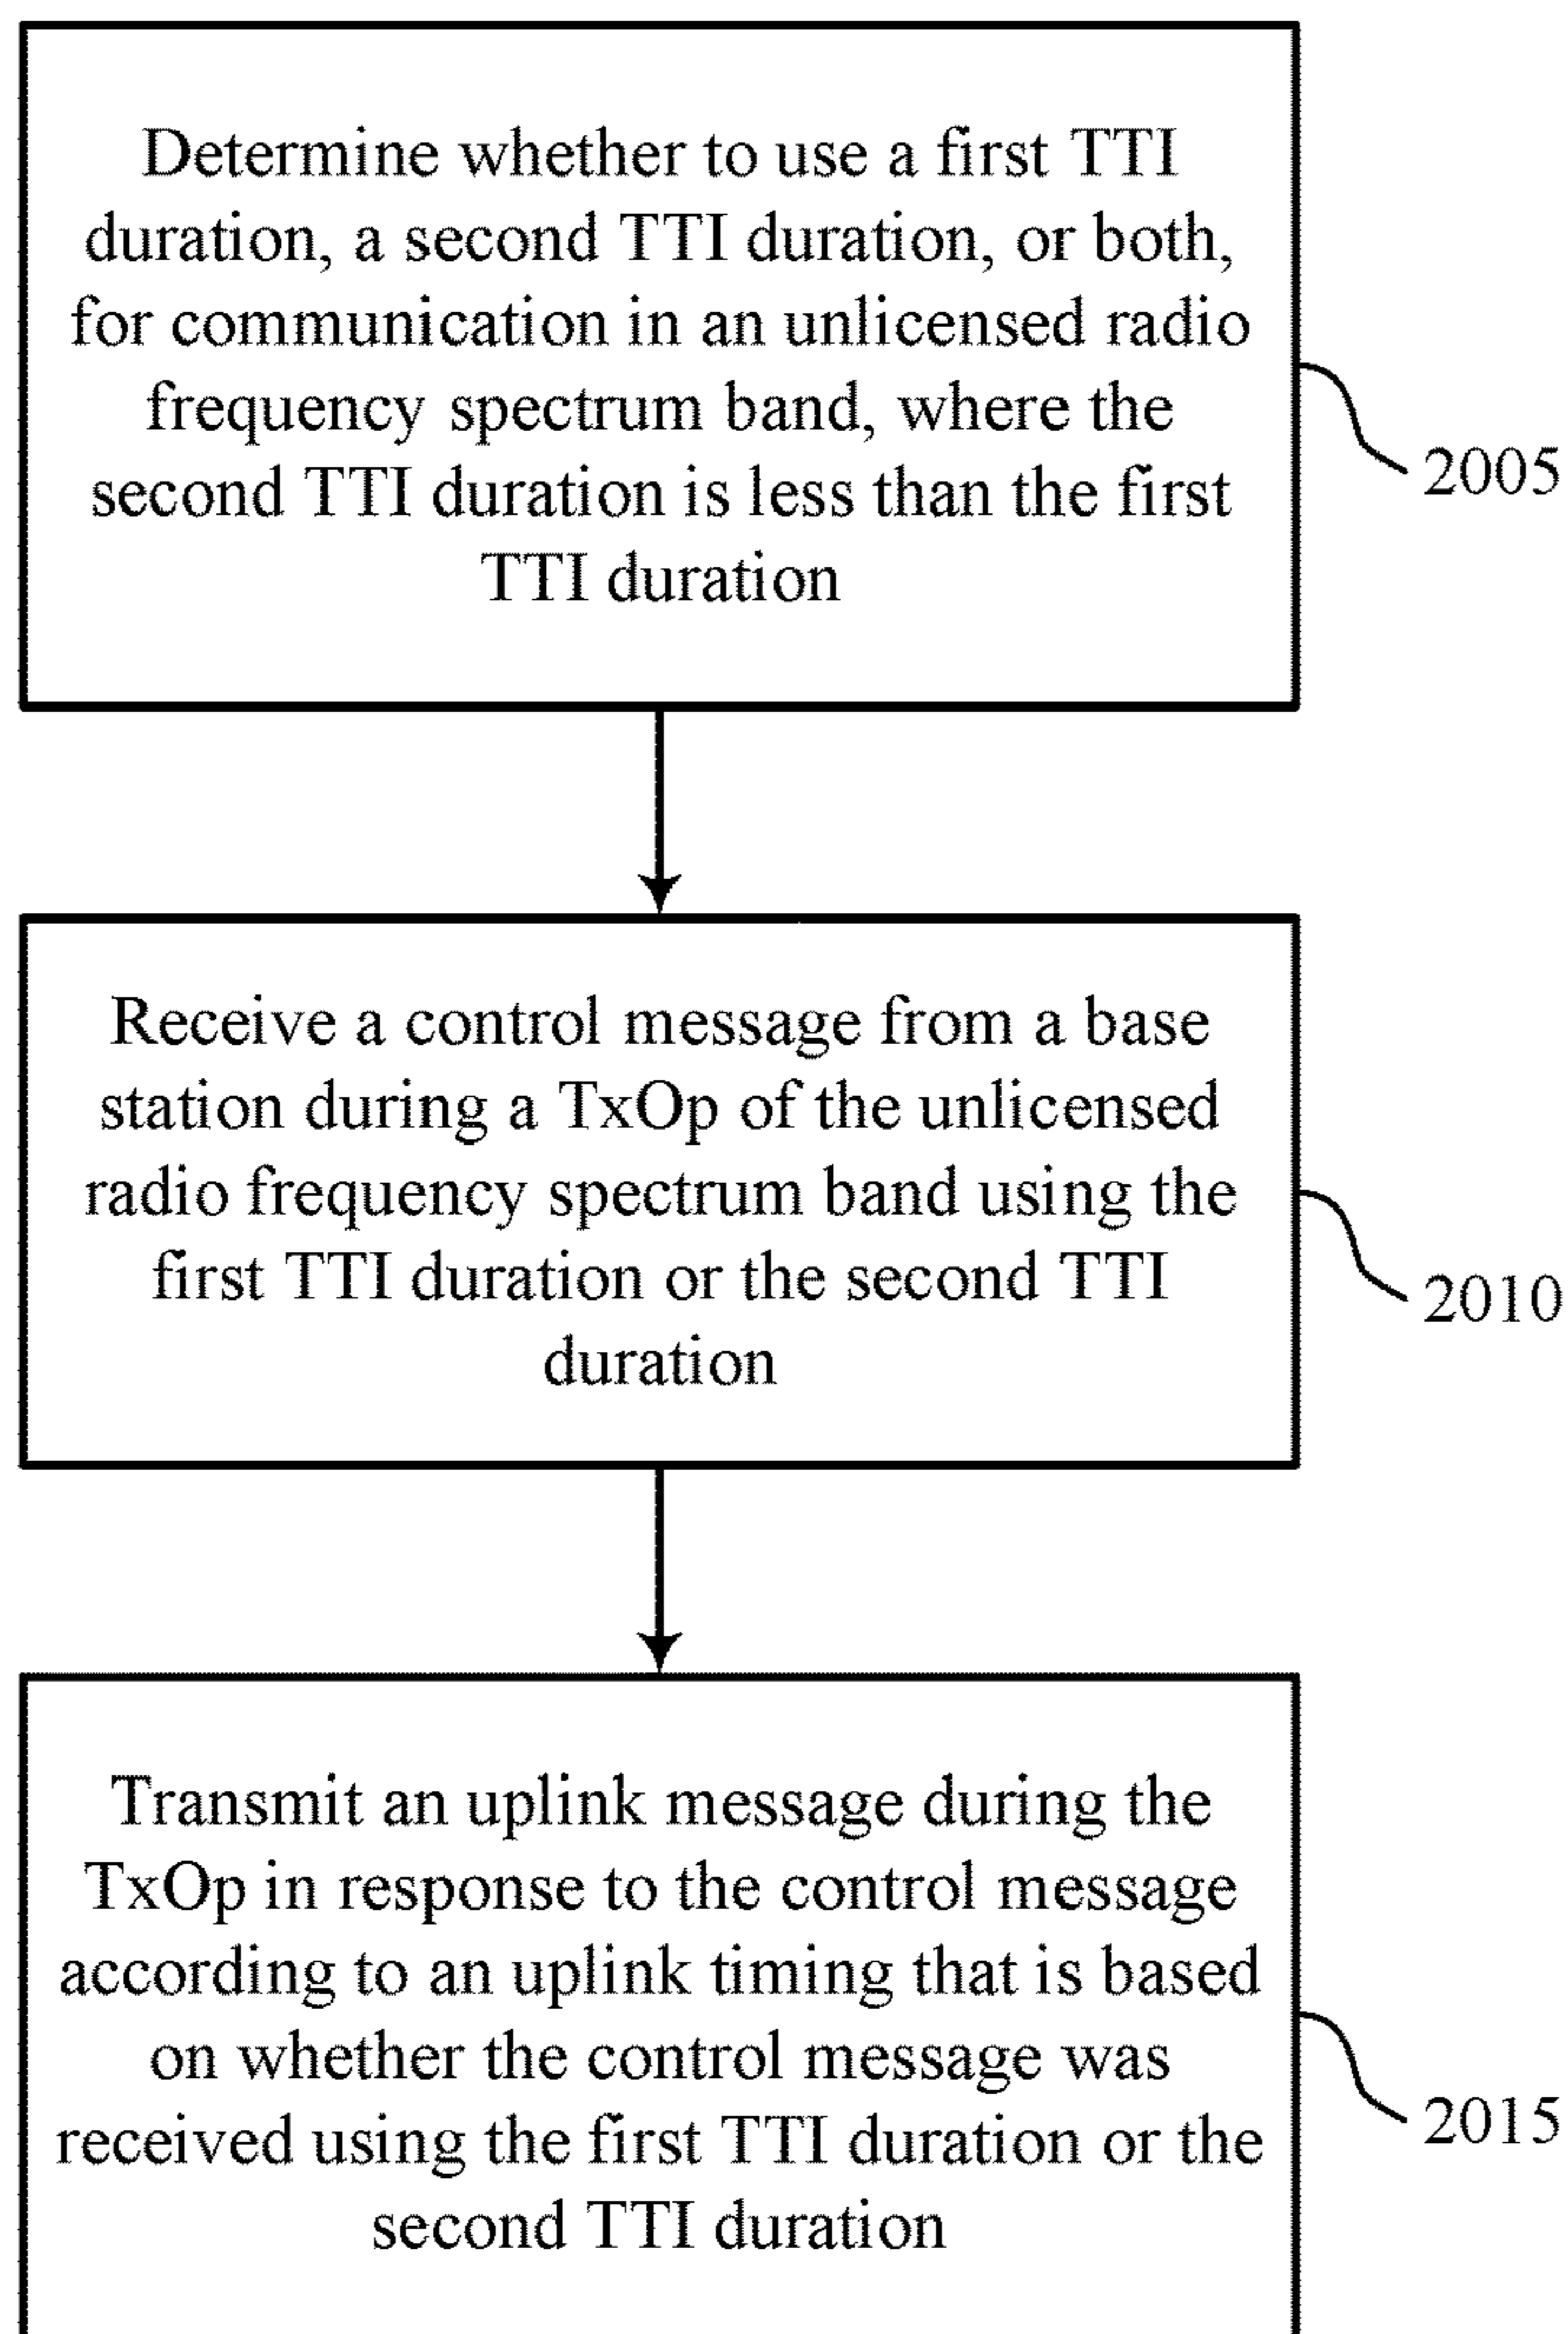 Determine whether to use a first TTI
duration, a second TTI duration, or both,
for communication in an unlicensed radio
frequency spectrum band, where the
second TTI duration is less than the first
TTI duration
2005
Receive a control message from a base
station during a TxOp of the unlicensed
radio frequency spectrum band using the
first TTI duration or the second TTI
duration
2010
Transmit an uplink message during the
TxOp in response to the control message
according to an uplink timing that is based
on whether the control message was
received using the first TTI duration or the
second TTI duration
2015